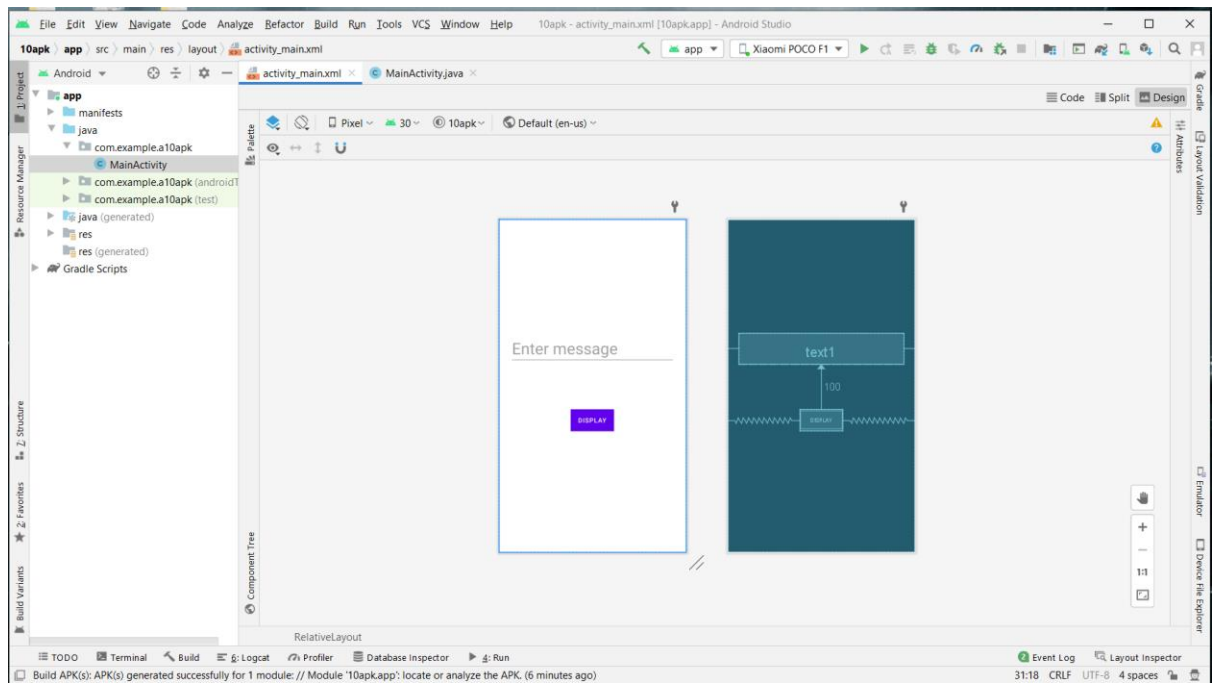 File Edit View Navigate Code Analyze Refactor Build Run Tools VCS Window Help 10apk - activity_main.xml [10apk.app] - Android Studio
10apk app src main res layout activity_main.xml app Xiaomi POCO F1
Android activity_main.xml MainActivity.java
1: Project
Resource Manager
2: Structure
2: Favorites
Build Variants
app
manifests
java
com.example.a10apk
MainActivity
com.example.a10apk (androidT
com.example.a10apk (test)
java (generated)
res
res (generated)
Gradle Scripts
Code Split Design
Palette
Pixel 30 10apk Default (en-us)
Enter message
DISPLAY
text1
100
DISPLAY
Component Tree
1:1
Attributes
Gradle
Layout Validation
Emulator
Device File Explorer
RelativeLayout
TODO Terminal Build 6: Logcat Profiler Database Inspector 4: Run 2 Event Log Layout Inspector
Build APK(s): APK(s) generated successfully for 1 module: // Module '10apk.app': locate or analyze the APK. (6 minutes ago) 31:18 CRLF UTF-8 4 spaces